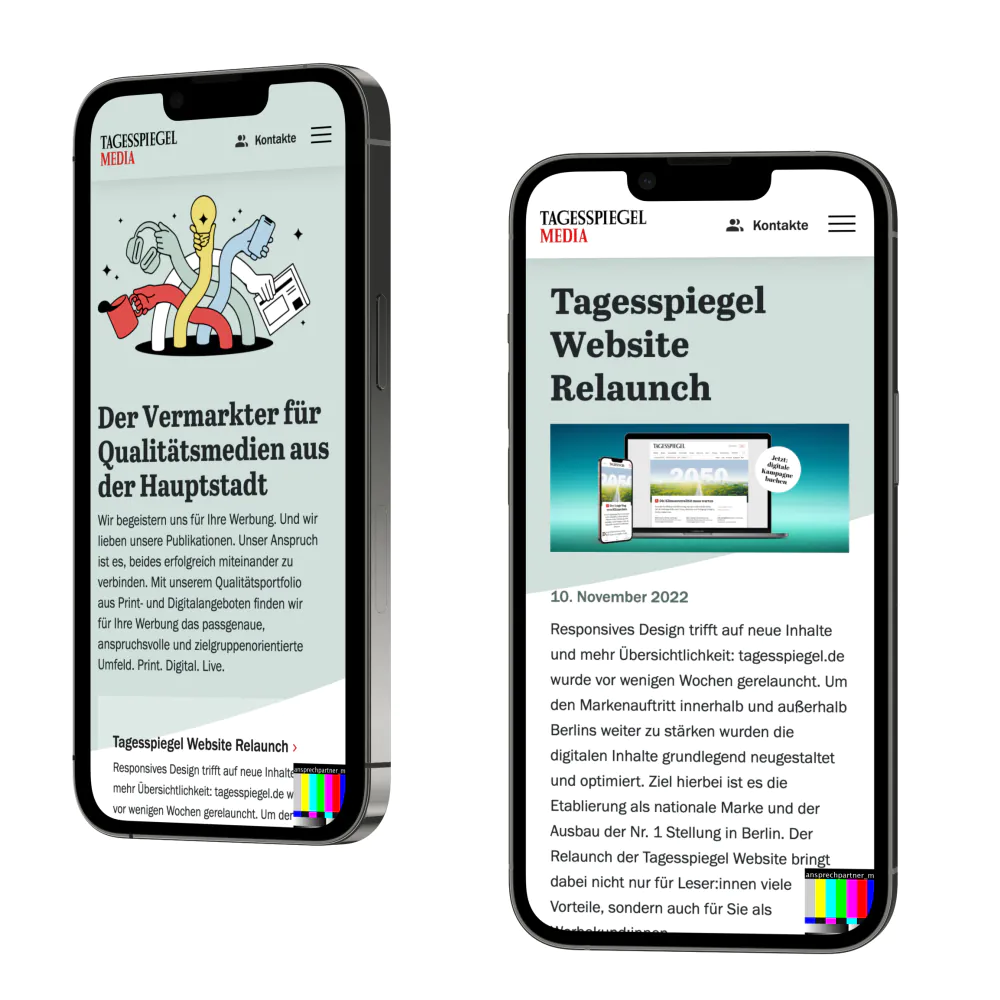 TAGESSPIEGEL
MEDIA
Kontakte
Der Vermarkter für
Qualitätsmedien aus
der Hauptstadt
Wir begeistern uns für Ihre Werbung. Und wir
lieben unsere Publikationen. Unser Anspruch
ist es, beides erfolgreich miteinander zu
verbinden. Mit unserem Qualitätsportfolio
aus Print- und Digitalangeboten finden wir
für Ihre Werbung das passgenaue,
anspruchsvolle und zielgruppenorientierte
Umfeld. Print. Digital. Live.
Tagesspiegel Website Relaunch ›
Responsives Design trifft auf neue Inhalte
mehr Übersichtlichkeit: tagesspiegel.de w
vor wenigen Wochen gerelauncht. Um der
ansprechpartner_m
TAGESSPIEGEL
MEDIA
Kontakte
Tagesspiegel
Website
Relaunch
TAGESSPIEGEL
2050
Jetzt:
digitale
Kampagne
buchen
10. November 2022
Responsives Design trifft auf neue Inhalte
und mehr Übersichtlichkeit: tagesspiegel.de
wurde vor wenigen Wochen gerelauncht. Um
den Markenauftritt innerhalb und außerhalb
Berlins weiter zu stärken wurden die
digitalen Inhalte grundlegend neugestaltet
und optimiert. Ziel hierbei ist es die
Etablierung als nationale Marke und der
Ausbau der Nr. 1 Stellung in Berlin. Der
Relaunch der Tagesspiegel Website bringt
dabei nicht nur für Leser:innen viele
Vorteile, sondern auch für Sie als
Werbekund:innen
ansprechpartner_m